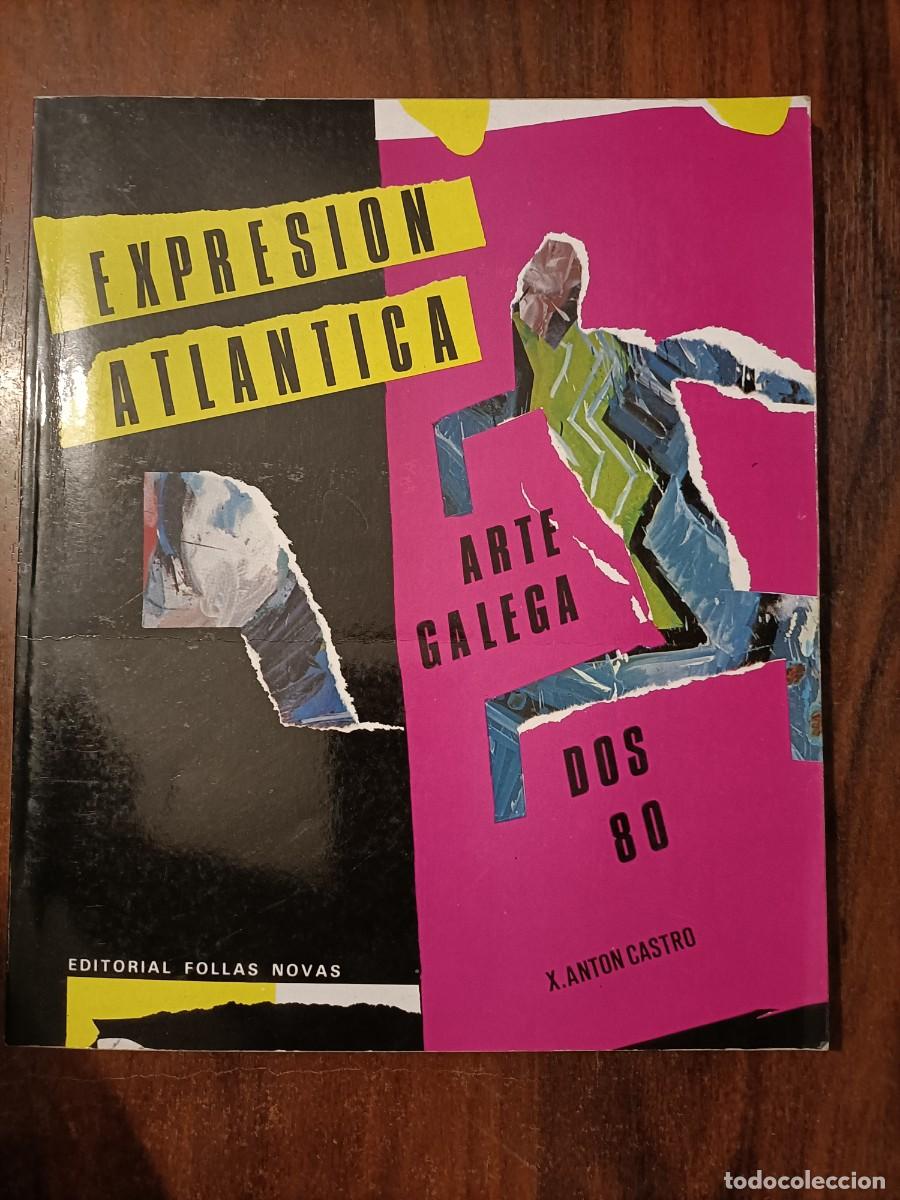 EXPRESION
ATLANTICA
ARTE
GALEGA
DOS
80
X. ANTON CASTRO
EDITORIAL FOLLAS NOVAS
todocoleccion